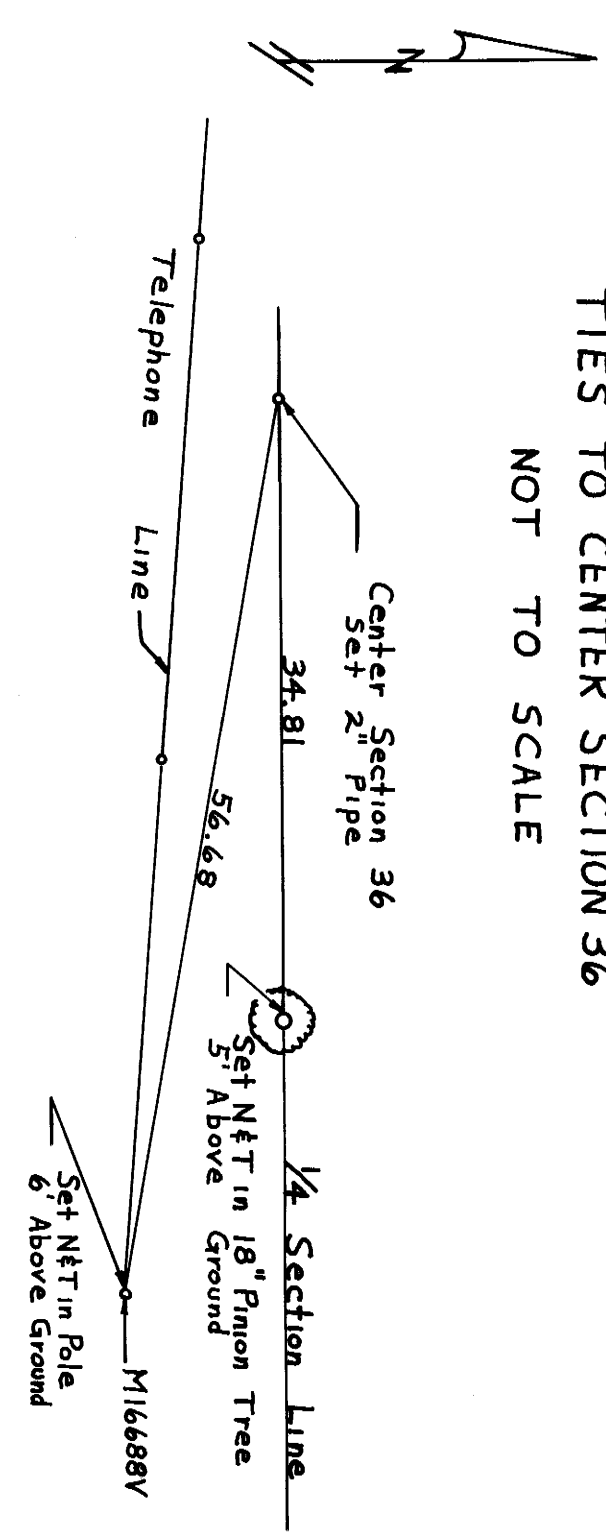 TIES TO CENTER SECTION 36
NOT TO SCALE
N
Center Section 36
Set 2" Pipe
34.81
1/4 Section Line
Set N&T in 18" Pinion Tree
5' Above Ground
56.68
Telephone Line
M16688V
Set N&T in Pole
6' Above Ground